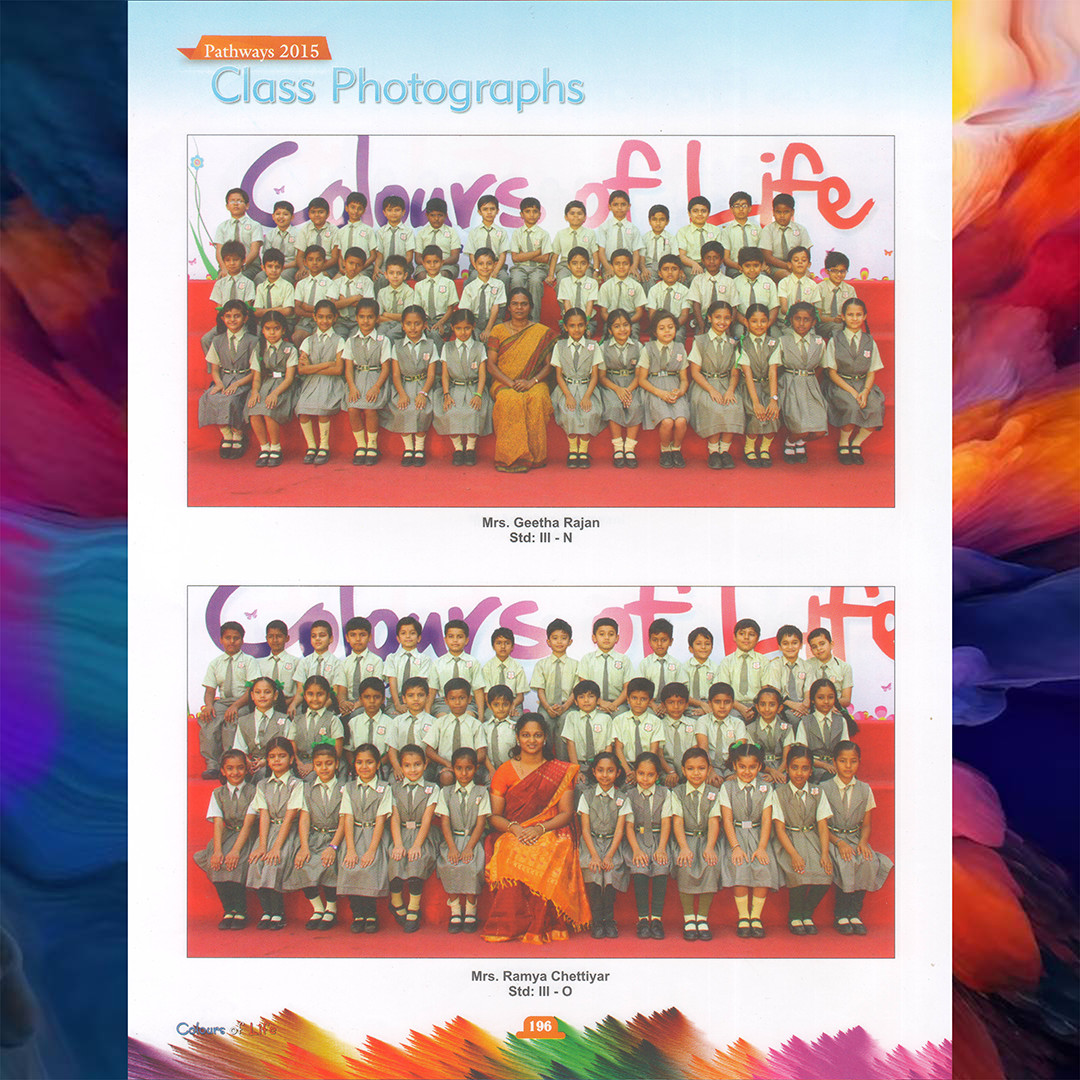 Pathways 2015
Class Photographs
Colours of Life
Mrs. Geetha Rajan
Std: III - N
Colours of Life
Mrs. Ramya Chettiyar
Std: III - O
Colours of Life
196